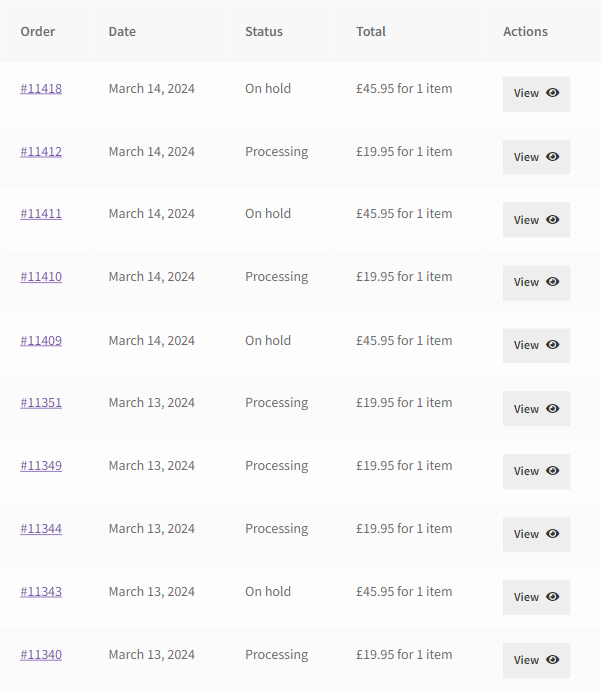 Order Date Status Total Actions
#11418 March 14, 2024 On hold £45.95 for 1 item View
#11412 March 14, 2024 Processing £19.95 for 1 item View
#11411 March 14, 2024 On hold £45.95 for 1 item View
#11410 March 14, 2024 Processing £19.95 for 1 item View
#11409 March 14, 2024 On hold £45.95 for 1 item View
#11351 March 13, 2024 Processing £19.95 for 1 item View
#11349 March 13, 2024 Processing £19.95 for 1 item View
#11344 March 13, 2024 Processing £19.95 for 1 item View
#11343 March 13, 2024 On hold £45.95 for 1 item View
#11340 March 13, 2024 Processing £19.95 for 1 item View